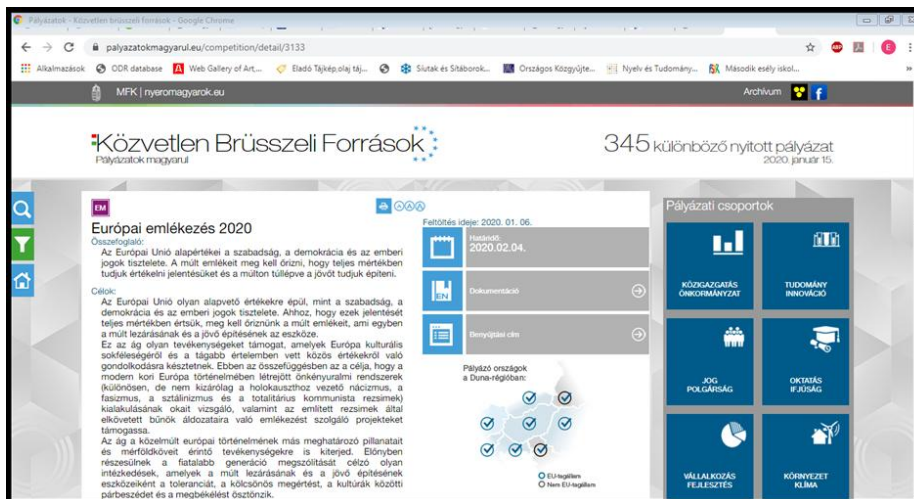 Pályázatok - Közvetlen brüsszeli források - Google Chrome
palyazatokmagyarul.eu/competition/detail/3133
ABP
E
Alkalmazások
ODR database
Web Gallery of Art,...
Eladó Tájkép,olaj táj...
Síutak és Sítáborok...
Országos Közgyűjte...
Nyelv és Tudomány...
Második esély iskol...
»
MFK | nyeromagyarok.eu
Archívum
f
Közvetlen Brüsszeli Források
Pályázatok magyarul
345 különböző nyitott pályázat
2020. január 15.
EM
Európai emlékezés 2020
Összefoglaló:
Az Európai Unió alapértékei a szabadság, a demokrácia és az emberi
jogok tisztelete. A múlt emlékeit meg kell őrizni, hogy teljes mértékben
tudjuk értékelni jelentésüket és a múlton túllépve a jövőt tudjuk építeni.
Célok:
Az Európai Unió olyan alapvető értékekre épül, mint a szabadság, a
demokrácia és az emberi jogok tisztelete. Ahhoz, hogy ezek jelentését
teljes mértékben értsük, meg kell őriznünk a múlt emlékeit, ami egyben
a múlt lezárásának és a jövő építésének az eszköze.
Ez az ág olyan tevékenységeket támogat, amelyek Európa kulturális
sokféleségéről és a tágabb értelemben vett közös értékekről való
gondolkodásra késztetnek. Ebben az összefüggésben az a célja, hogy a
modern kori Európa történelmében létrejött önkényuralmi rendszerek
(különösen, de nem kizárólag a holokauszthoz vezető nácizmus, a
fasizmus, a sztálinizmus és a totalitárius kommunista rezsimek)
kialakulásának okait vizsgáló, valamint az említett rezsimek által
elkövetett bűnök áldozataira való emlékezést szolgáló projekteket
támogassa.
Az ág a közelmúlt európai történelmének más meghatározó pillanatait
és mérföldköveit érintő tevékenységekre is kiterjed. Előnyben
részesülnek a fiatalabb generáció megszólítását célzó olyan
intézkedések, amelyek a múlt lezárásának és a jövő építésének
eszközeiként a toleranciát, a kölcsönös megértést, a kultúrák közötti
párbeszédet és a megbékélést ösztönzik.
Feltöltés ideje: 2020. 01. 06.
Határidő:
2020.02.04.
EN
Dokumentáció
Benyújtási cím
Pályázó országok
a Duna-régióban:
EU-tagállam
Nem EU-tagállam
Pályázati csoportok
KÖZIGAZGATÁS
ÖNKORMÁNYZAT
TUDOMÁNY
INNOVÁCIÓ
JOG
POLGÁRSÁG
OKTATÁS
IFJÚSÁG
VÁLLALKOZÁS
FEJLESZTÉS
KÖRNYEZET
KLÍMA